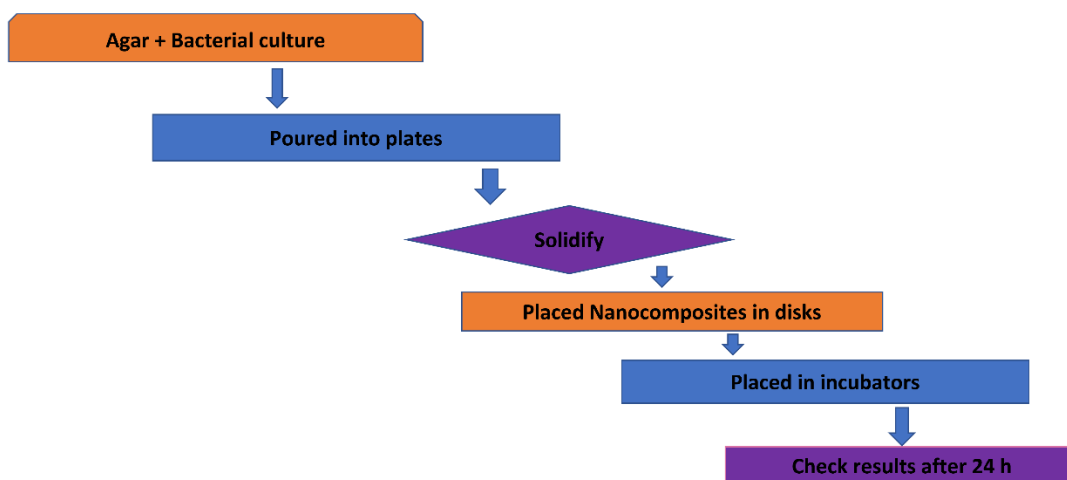 Agar + Bacterial culture
Poured into plates
Solidify
Placed Nanocomposites in disks
Placed in incubators
Check results after 24 h